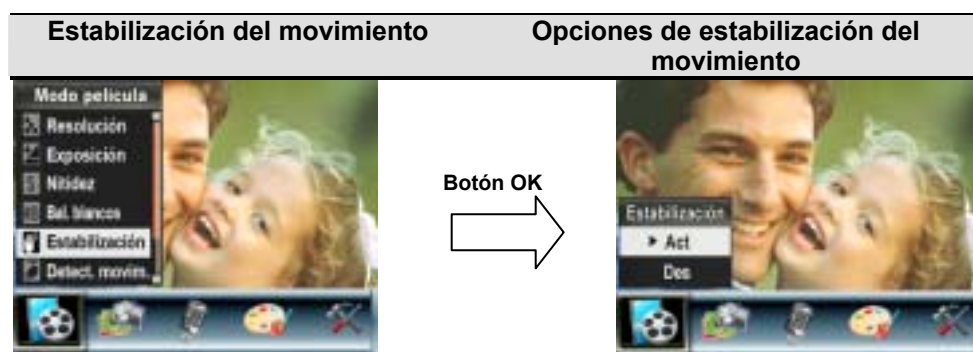 Estabilización del movimiento
Opciones de estabilización del
movimiento
Modo pelicula
Resolución
Exposición
Nitidez
Bal. blancos
Estabilización
Detect. movim.
Botón OK
Estabilización
Act
Des